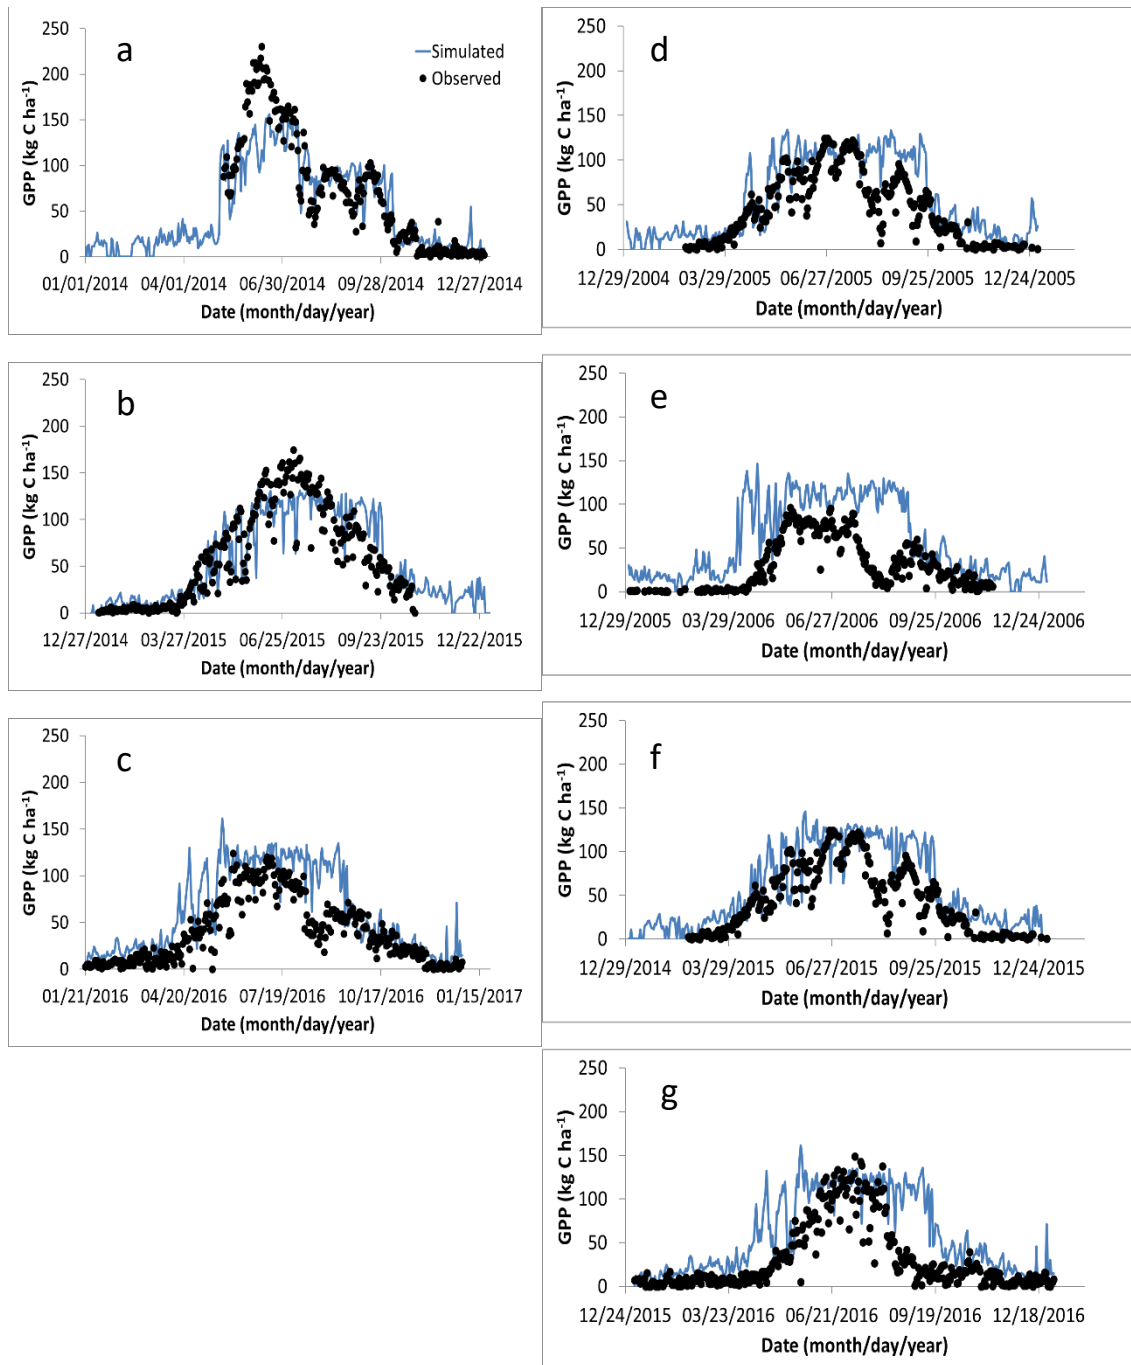 a
Simulated
Observed
GPP (kg C ha⁻¹)
250
200
150
100
50
0
01/01/2014 04/01/2014 06/30/2014 09/28/2014 12/27/2014
Date (month/day/year)
b
GPP (kg C ha⁻¹)
250
200
150
100
50
0
12/27/2014 03/27/2015 06/25/2015 09/23/2015 12/22/2015
Date (month/day/year)
c
GPP (kg C ha⁻¹)
250
200
150
100
50
0
01/21/2016 04/20/2016 07/19/2016 10/17/2016 01/15/2017
Date (month/day/year)
d
GPP (kg C ha⁻¹)
250
200
150
100
50
0
12/29/2004 03/29/2005 06/27/2005 09/25/2005 12/24/2005
Date (month/day/year)
e
GPP (kg C ha⁻¹)
250
200
150
100
50
0
12/29/2005 03/29/2006 06/27/2006 09/25/2006 12/24/2006
Date (month/day/year)
f
GPP (kg C ha⁻¹)
250
200
150
100
50
0
12/29/2014 03/29/2015 06/27/2015 09/25/2015 12/24/2015
Date (month/day/year)
g
GPP (kg C ha⁻¹)
250
200
150
100
50
0
12/24/2015 03/23/2016 06/21/2016 09/19/2016 12/18/2016
Date (month/day/year)